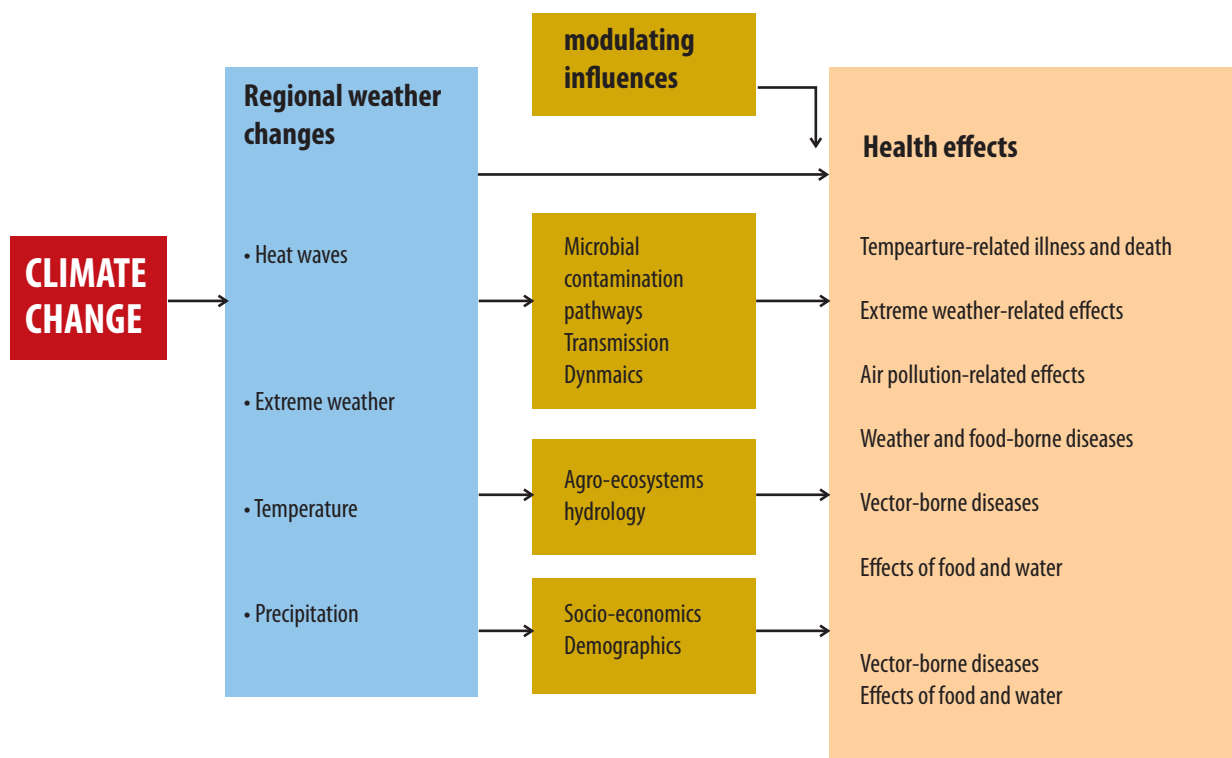 CLIMATE
CHANGE
Regional weather
changes
• Heat waves
• Extreme weather
• Temperature
• Precipitation
modulating
influences
Microbial
contamination
pathways
Transmission
Dynmaics
Agro-ecosystems
hydrology
Socio-economics
Demographics
Health effects
Tempearture-related illness and death
Extreme weather-related effects
Air pollution-related effects
Weather and food-borne diseases
Vector-borne diseases
Effects of food and water
Vector-borne diseases
Effects of food and water